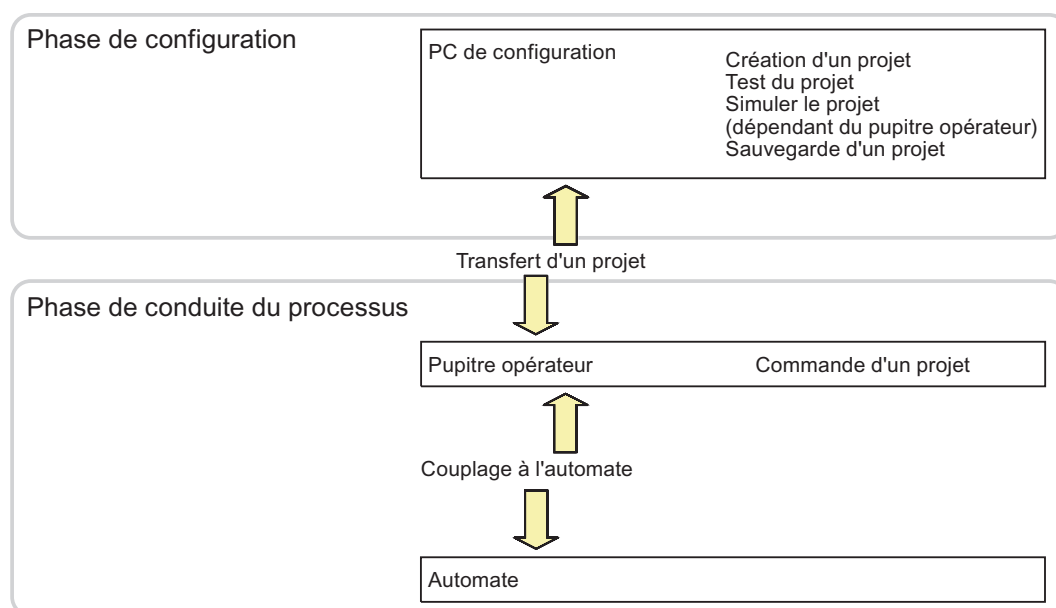 Phase de configuration
PC de configuration
Création d'un projet
Test du projet
Simuler le projet
(dépendant du pupitre opérateur)
Sauvegarde d'un projet
Transfert d'un projet
Phase de conduite du processus
Pupitre opérateur
Commande d'un projet
Couplage à l'automate
Automate